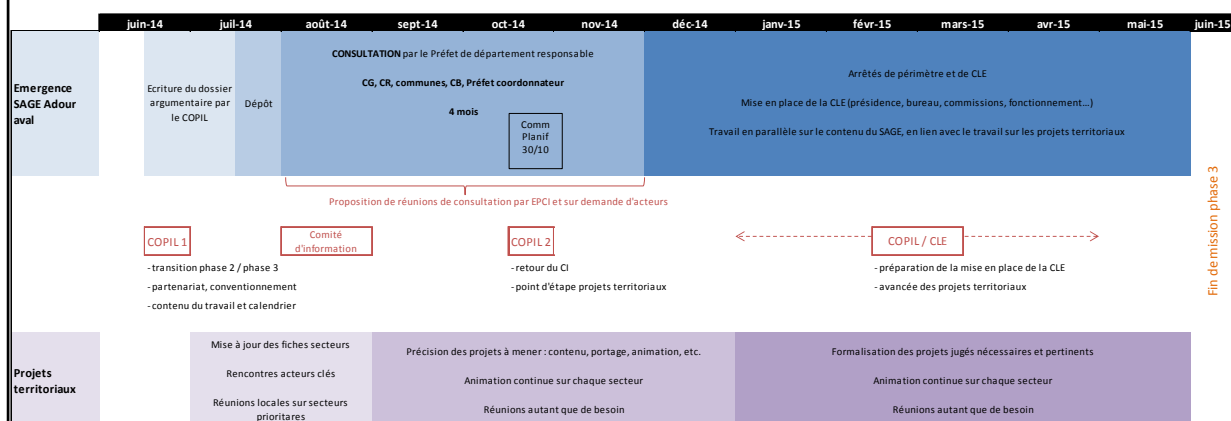 juin-14 juil-14 août-14 sept-14 oct-14 nov-14 déc-14 janv-15 févr-15 mars-15 avr-15 mai-15 juin-15
Emergence
SAGE Adour
aval
Ecriture du dossier
argumentaire par
le COPIL
Dépôt
CONSULTATION par le Préfet de département responsable
CG, CR, communes, CB, Préfet coordonnateur
4 mois
Comm
Planif
30/10
Arrêtés de périmètre et de CLE
Mise en place de la CLE (présidence, bureau, commissions, fonctionnement…)
Travail en parallèle sur le contenu du SAGE, en lien avec le travail sur les projets territoriaux
Proposition de réunions de consultation par EPCI et sur demande d'acteurs
COPIL 1
- transition phase 2 / phase 3
- partenariat, conventionnement
- contenu du travail et calendrier
Comité
d'information
COPIL 2
- retour du CI
- point d'étape projets territoriaux
COPIL / CLE
- préparation de la mise en place de la CLE
- avancée des projets territoriaux
Fin de mission phase 3
Projets
territoriaux
Mise à jour des fiches secteurs
Rencontres acteurs clés
Réunions locales sur secteurs
prioritares
Précision des projets à mener : contenu, portage, animation, etc.
Animation continue sur chaque secteur
Réunions autant que de besoin
Formalisation des projets jugés nécessaires et pertinents
Animation continue sur chaque secteur
Réunions autant que de besoin